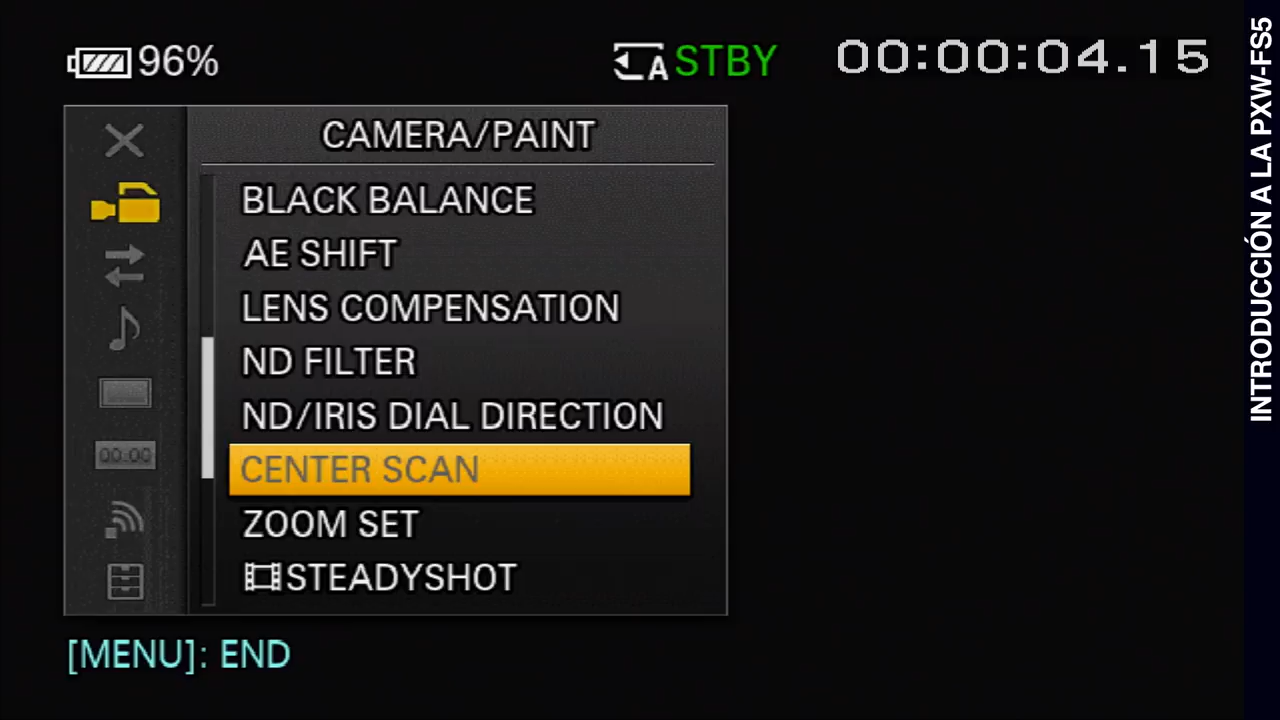 96%
A STBY
00:00:04.15
CAMERA/PAINT
BLACK BALANCE
AE SHIFT
LENS COMPENSATION
ND FILTER
ND/IRIS DIAL DIRECTION
CENTER SCAN
ZOOM SET
STEADYSHOT
00:00
[MENU]: END
INTRODUCCIÓN A LA PXW-FS5